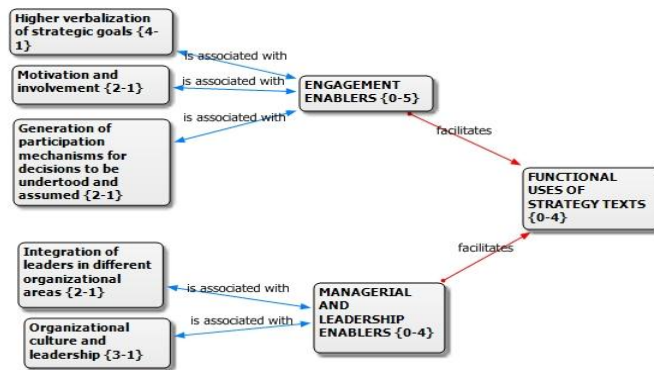 Higher verbalization
of strategic goals {4-
1}
is associated with
Motivation and
involvement {2-1}
is associated with
ENGAGEMENT
ENABLERS {0-5}
is associated with
Generation of
participation
mechanisms for
decisions to be
undertood and
assumed {2-1}
facilitates
FUNCTIONAL
USES OF
STRATEGY TEXTS
{0-4}
facilitates
Integration of
leaders in different
organizational
areas {2-1}
is associated with
MANAGERIAL
AND
LEADERSHIP
ENABLERS {0-4}
is associated with
Organizational
culture and
leadership {3-1}